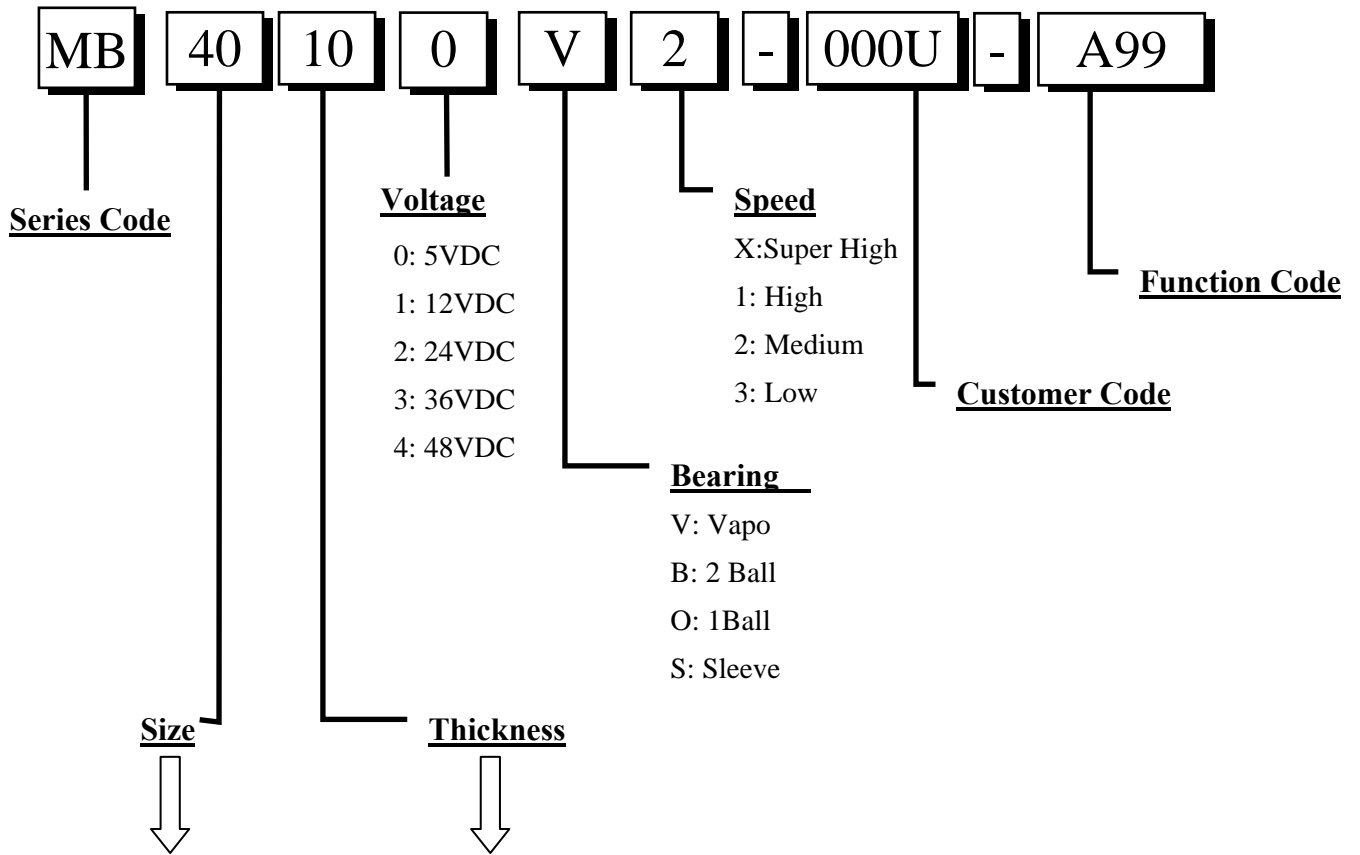 MB 40 10 0 V 2 - 000U - A99
Series Code
Voltage
0: 5VDC
1: 12VDC
2: 24VDC
3: 36VDC
4: 48VDC
Speed
X:Super High
1: High
2: Medium
3: Low
Function Code
Customer Code
Bearing
V: Vapo
B: 2 Ball
O: 1Ball
S: Sleeve
Size
Thickness